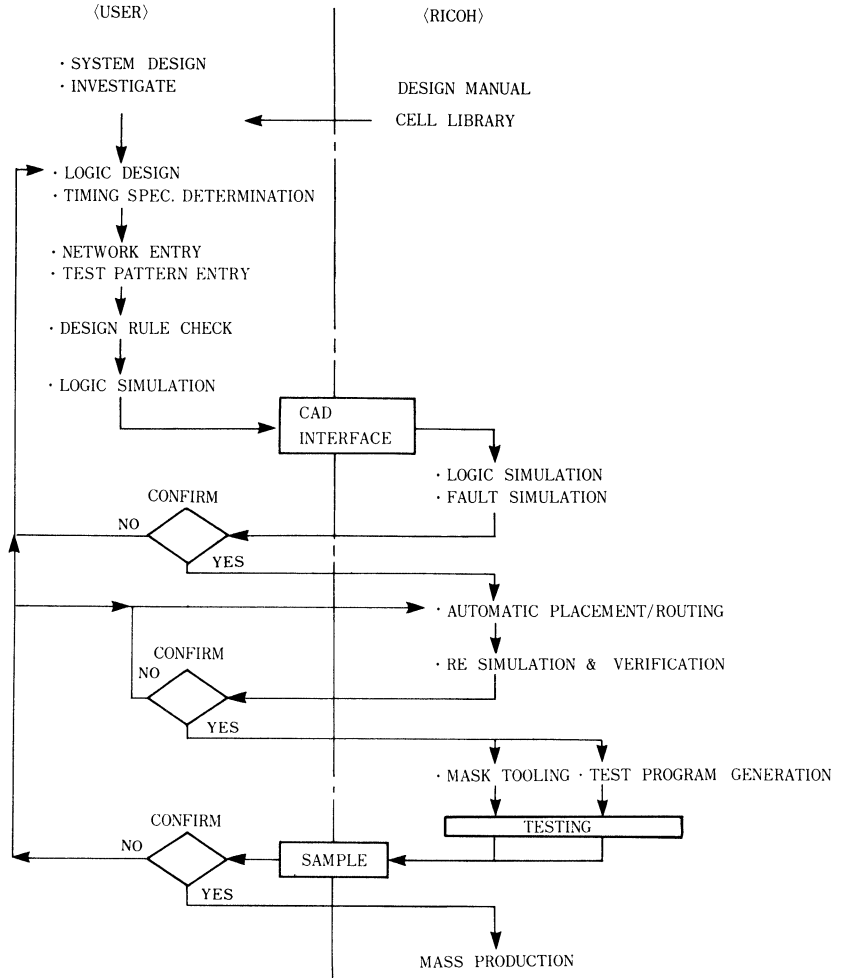 〈USER〉
〈RICOH〉
· SYSTEM DESIGN
· INVESTIGATE
DESIGN MANUAL
CELL LIBRARY
· LOGIC DESIGN
· TIMING SPEC. DETERMINATION
· NETWORK ENTRY
· TEST PATTERN ENTRY
· DESIGN RULE CHECK
· LOGIC SIMULATION
CAD
INTERFACE
· LOGIC SIMULATION
· FAULT SIMULATION
CONFIRM
NO
YES
· AUTOMATIC PLACEMENT/ROUTING
· RE SIMULATION & VERIFICATION
CONFIRM
NO
YES
· MASK TOOLING · TEST PROGRAM GENERATION
TESTING
CONFIRM
NO
SAMPLE
YES
MASS PRODUCTION